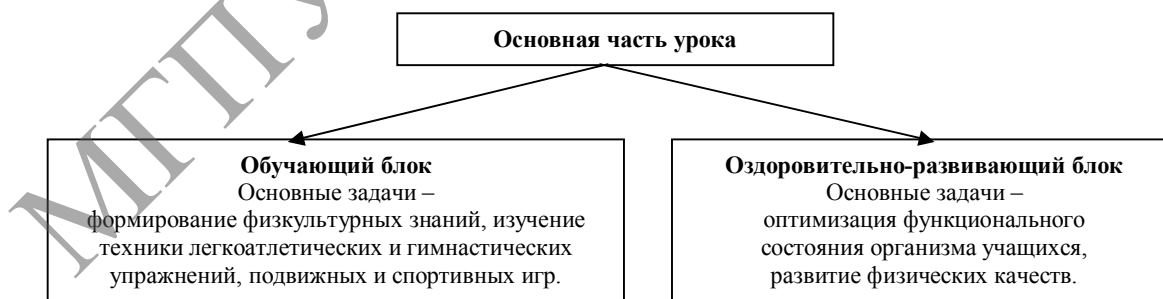 МГПУ
Основная часть урока
Обучающий блок
Основные задачи –
формирование физкультурных знаний, изучение
техники легкоатлетических и гимнастических
упражнений, подвижных и спортивных игр.
Оздоровительно-развивающий блок
Основные задачи –
оптимизация функционального
состояния организма учащихся,
развитие физических качеств.